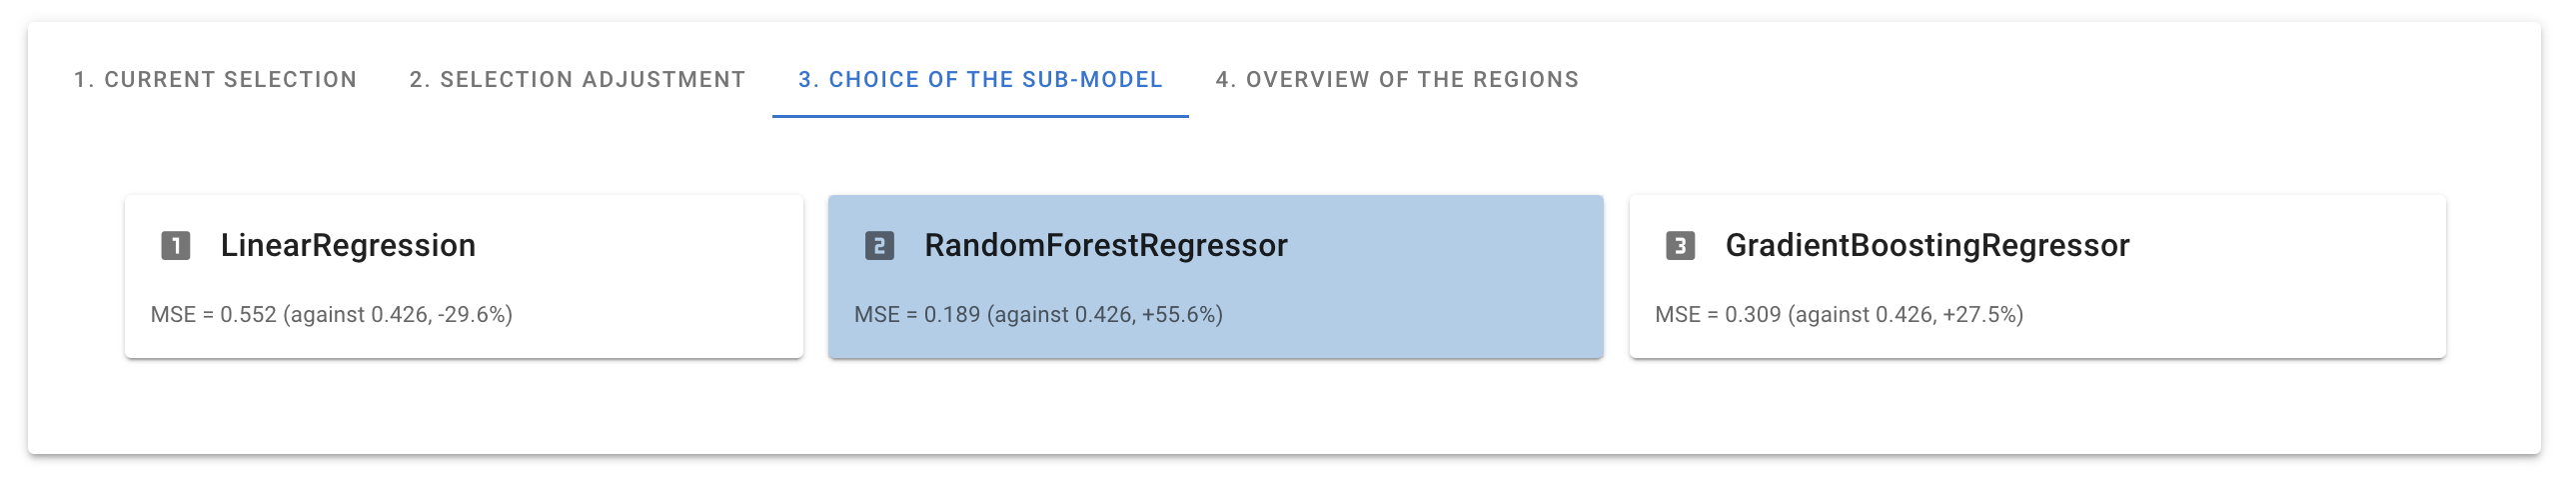 1. CURRENT SELECTION 2. SELECTION ADJUSTMENT 3. CHOICE OF THE SUB-MODEL 4. OVERVIEW OF THE REGIONS
1 LinearRegression
MSE = 0.552 (against 0.426, -29.6%)
2 RandomForestRegressor
MSE = 0.189 (against 0.426, +55.6%)
3 GradientBoostingRegressor
MSE = 0.309 (against 0.426, +27.5%)